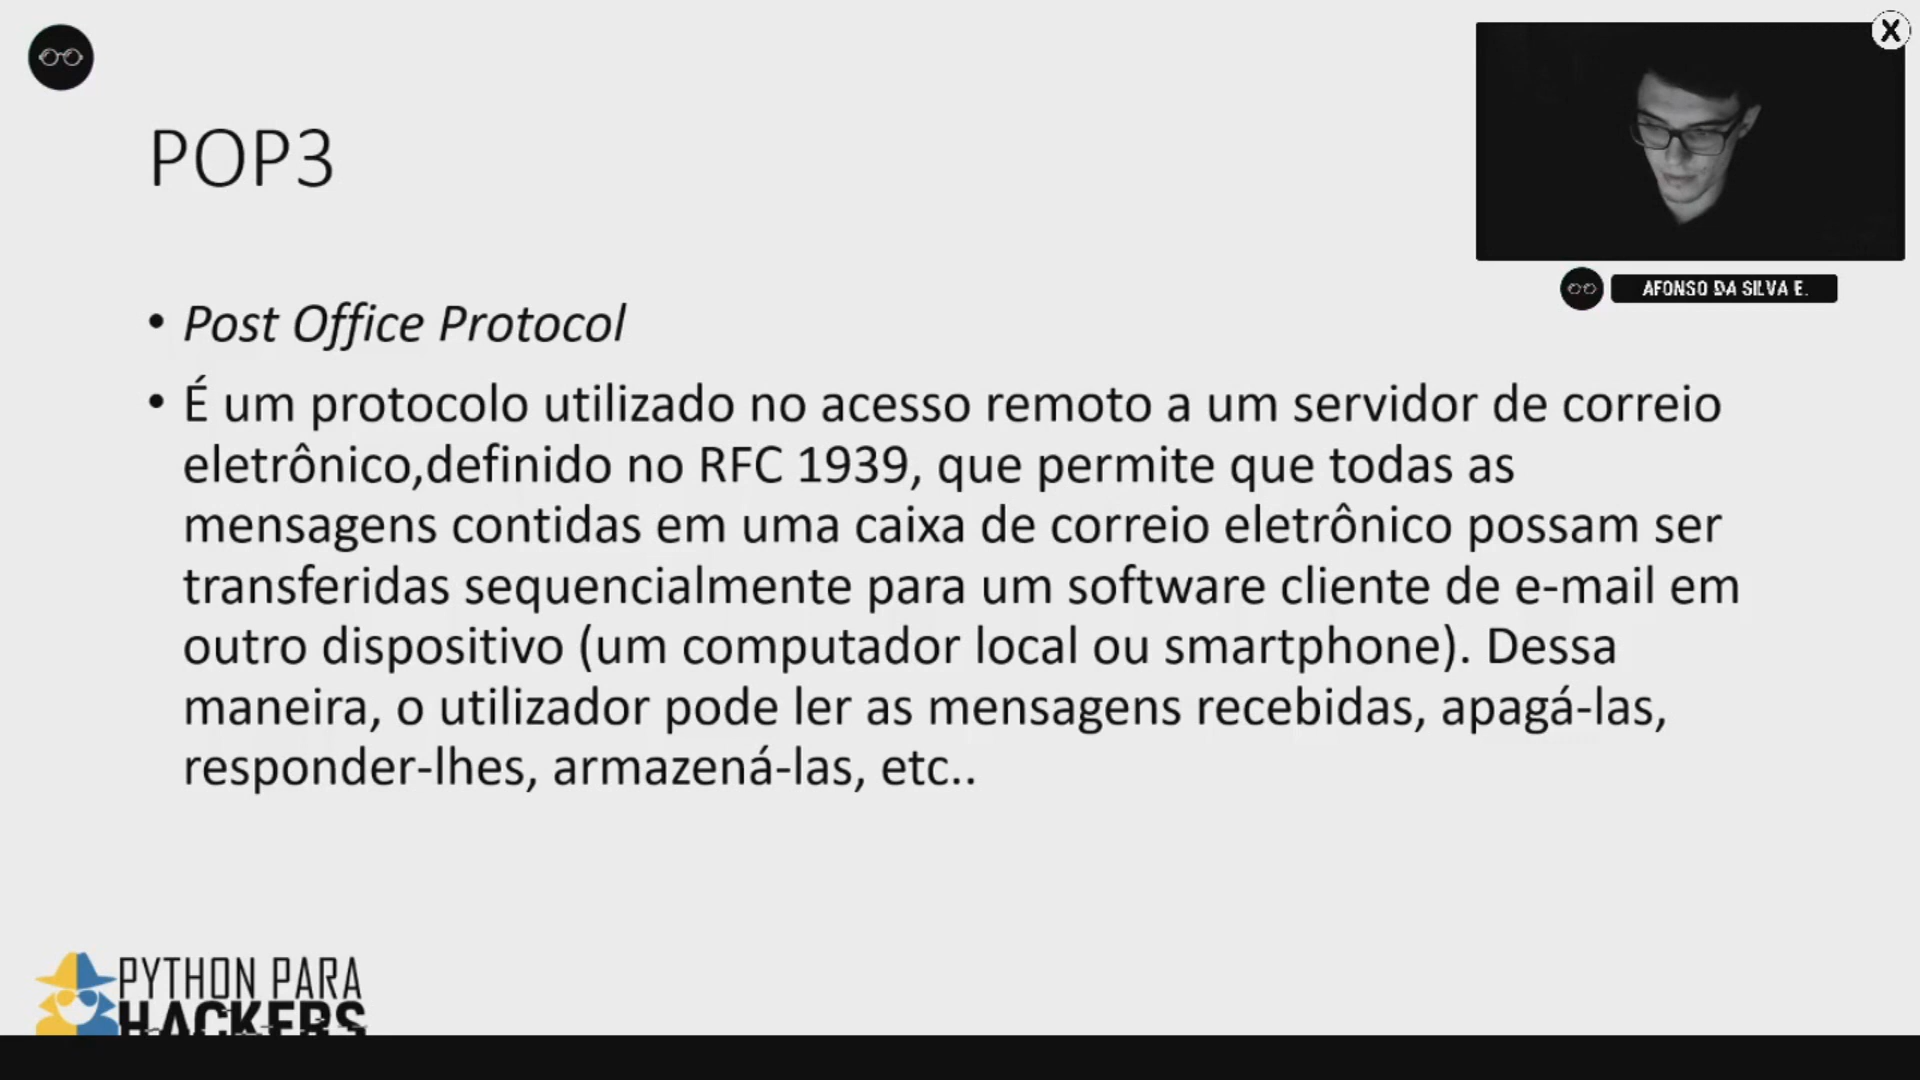 X
POP3
AFONSO DA SILVA E.
• Post Office Protocol
• É um protocolo utilizado no acesso remoto a um servidor de correio
eletrônico,definido no RFC 1939, que permite que todas as
mensagens contidas em uma caixa de correio eletrônico possam ser
transferidas sequencialmente para um software cliente de e-mail em
outro dispositivo (um computador local ou smartphone). Dessa
maneira, o utilizador pode ler as mensagens recebidas, apagá-las,
responder-lhes, armazená-las, etc..
PYTHON PARA
HACKERS